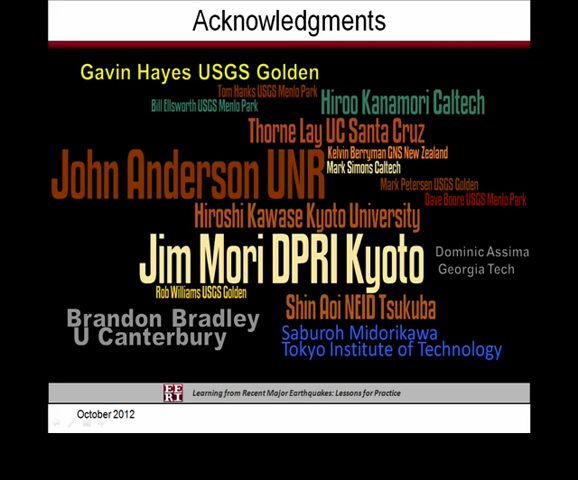 Acknowledgments
Gavin Hayes USGS Golden
Tom Hanks USGS Menlo Park
Bill Ellsworth USGS Menlo Park
Hiroo Kanamori Caltech
Thorne Lay UC Santa Cruz
Kelvin Berryman GNS New Zealand
John Anderson UNR
Mark Simons Caltech
Mark Petersen USGS Golden
Dave Boore USGS Menlo Park
Hiroshi Kawase Kyoto University
Jim Mori DPRI Kyoto
Dominic Assima
Georgia Tech
Rob Williams USGS Golden
Shin Aoi NEID Tsukuba
Brandon Bradley
U Canterbury
Saburoh Midorikawa
Tokyo Institute of Technology
EE
RI
Learning from Recent Major Earthquakes: Lessons for Practice
October 2012